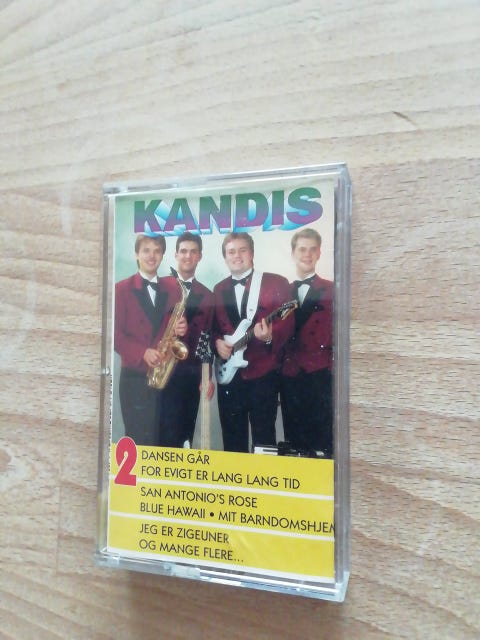 KANDIS
2
DANSEN GÅR
FOR EVIGT ER LANG LANG TID
SAN ANTONIO'S ROSE
BLUE HAWAII • MIT BARNDOMSHJEM
JEG ER ZIGEUNER
OG MANGE FLERE...